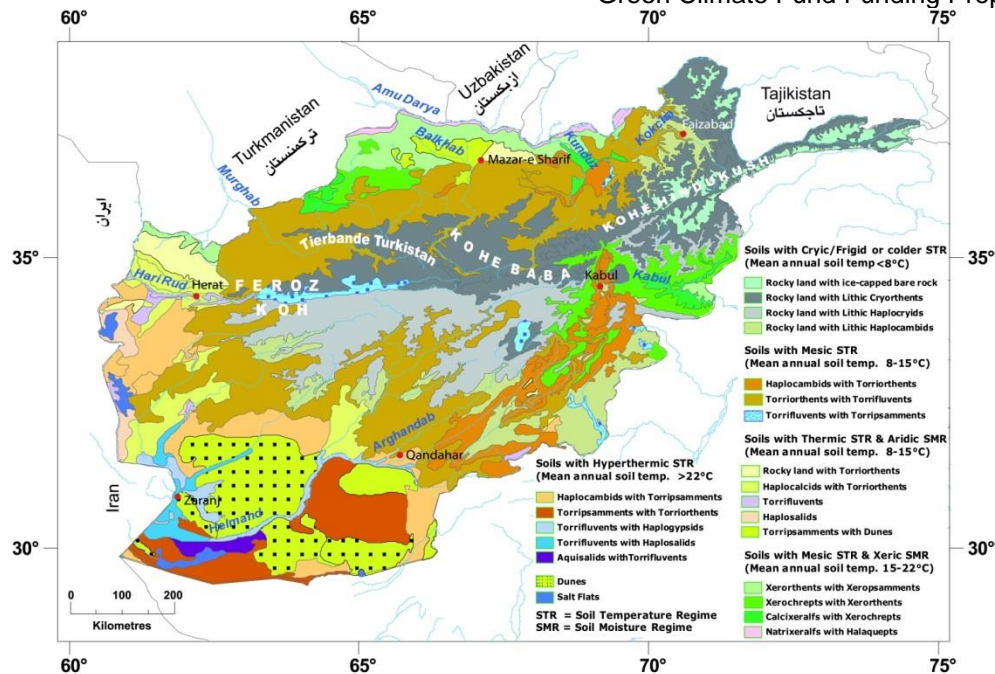 Green Climate Fund Funding Prop
60° 65° 70° 75°
Uzbakistan
ازبکستان
Tajikistan
تاجکستان
Amu Darya
Turkmanistan
ترکمنستان
Faizabad
Kokcha
Balkhab
Kunduz
Mazar-e Sharif
Murghab
ایران
KOHE HINDUKUSH
35° 35°
Tierbande Turkistan
KOHE BABA
Kabul
Kabul
Hari Rud
Herat
FEROZ
KOH
Arghandab
Qandahar
Iran
Zaranj
Helmand
30° 30°
Soils with Cryic/Frigid or colder STR
(Mean annual soil temp<8°C)
Rocky land with ice-capped bare rock
Rocky land with Lithic Cryorthents
Rocky land with Lithic Haplocryids
Rocky land with Lithic Haplocambids
Soils with Mesic STR
(Mean annual soil temp. 8-15°C)
Haplocambids with Torriorthents
Torriorthents with Torrifluvents
Torrifluvents with Torripsamments
Soils with Thermic STR & Aridic SMR
(Mean annual soil temp. 8-15°C)
Rocky land with Torriorthents
Haplocalcids with Torriorthents
Torrifluvents
Haplosalids
Torripsamments with Dunes
Soils with Mesic STR & Xeric SMR
(Mean annual soil temp. 15-22°C)
Xerorthents with Xeropsamments
Xerochrepts with Xerorthents
Calcixeralfs with Xerochrepts
Natrixeralfs with Halaquepts
Soils with Hyperthermic STR
(Mean annual soil temp. >22°C)
Haplocambids with Torripsamments
Torripsamments with Torriorthents
Torrifluvents with Haplogypsids
Torrifluvents with Haplosalids
Aquisalids withTorrifluvents
Dunes
Salt Flats
STR = Soil Temperature Regime
SMR = Soil Moisture Regime
0 100 200
Kilometres
60° 65° 70° 75°